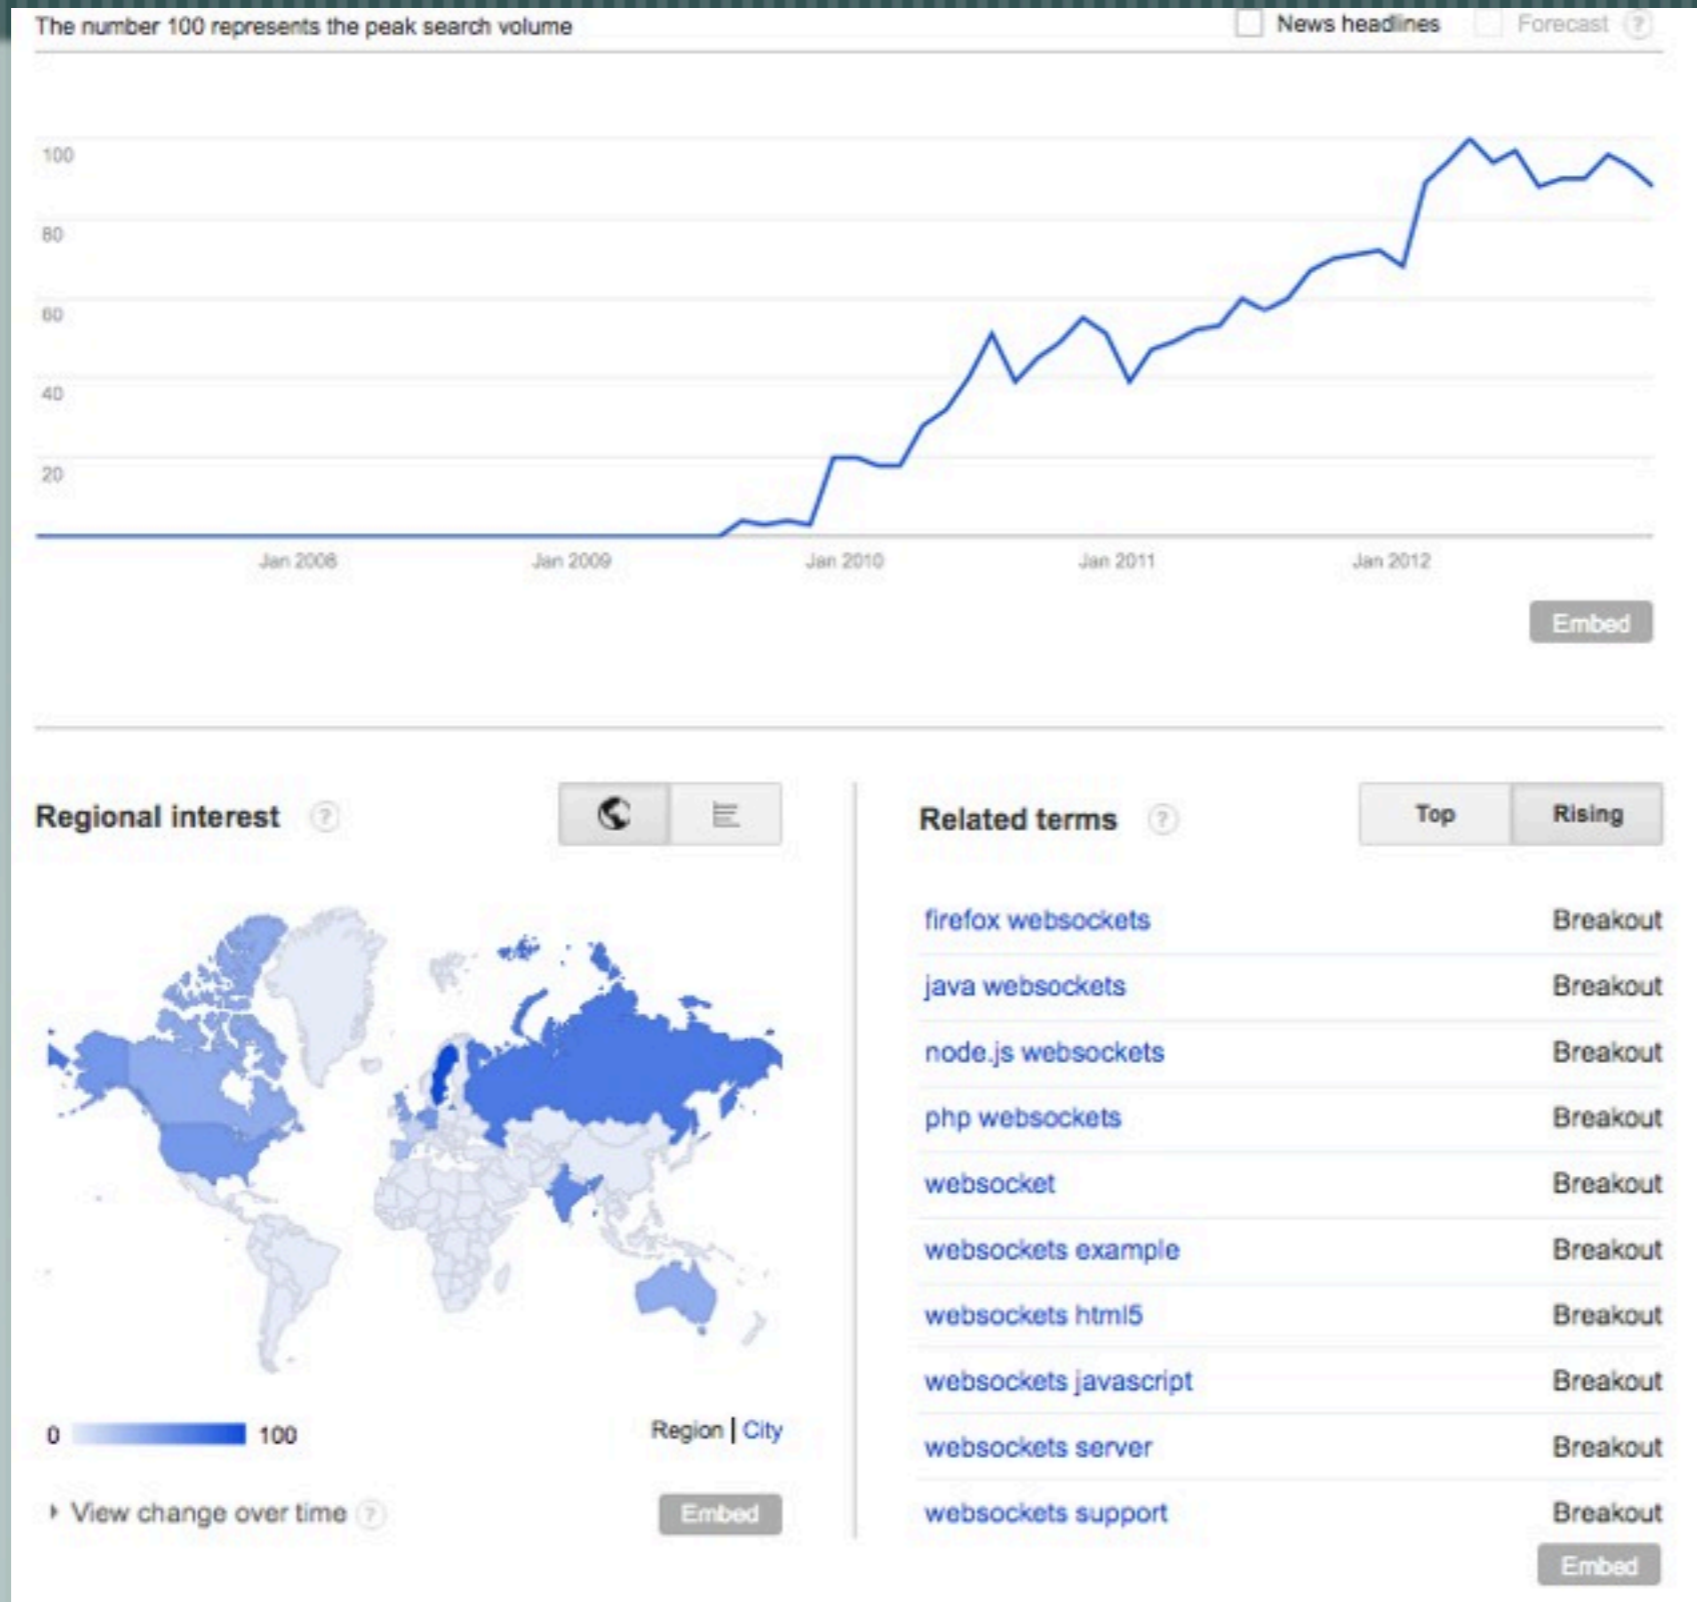 The number 100 represents the peak search volume
News headlines
Forecast ?
100
80
60
40
20
Jan 2008
Jan 2009
Jan 2010
Jan 2011
Jan 2012
Embed
Regional interest ?
0
100
Region | City
View change over time ?
Embed
Related terms ?
Top
Rising
firefox websockets Breakout
java websockets Breakout
node.js websockets Breakout
php websockets Breakout
websocket Breakout
websockets example Breakout
websockets html5 Breakout
websockets javascript Breakout
websockets server Breakout
websockets support Breakout
Embed